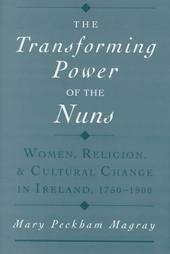 THE
Transforming
Power
OF THE
Nuns
WOMEN, RELIGION,
& CULTURAL CHANGE
IN IRELAND, 1750–1900
Mary Peckham Magray